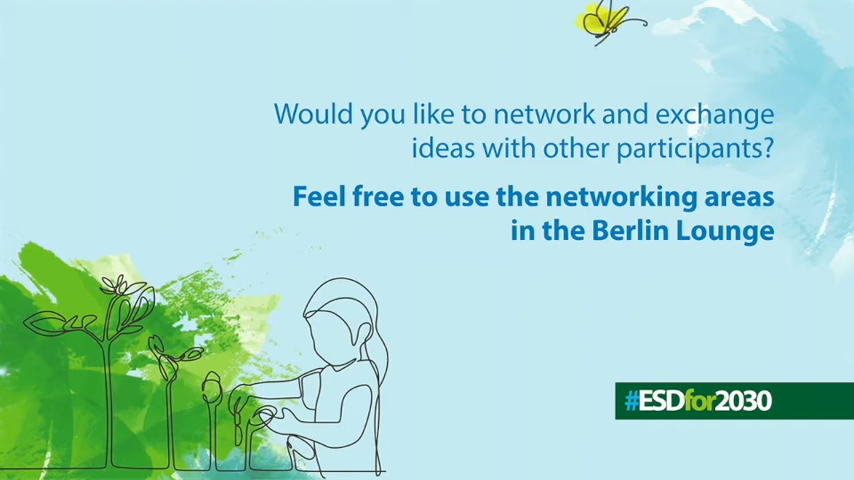 Would you like to network and exchange
ideas with other participants?
Feel free to use the networking areas
in the Berlin Lounge
#ESDfor2030